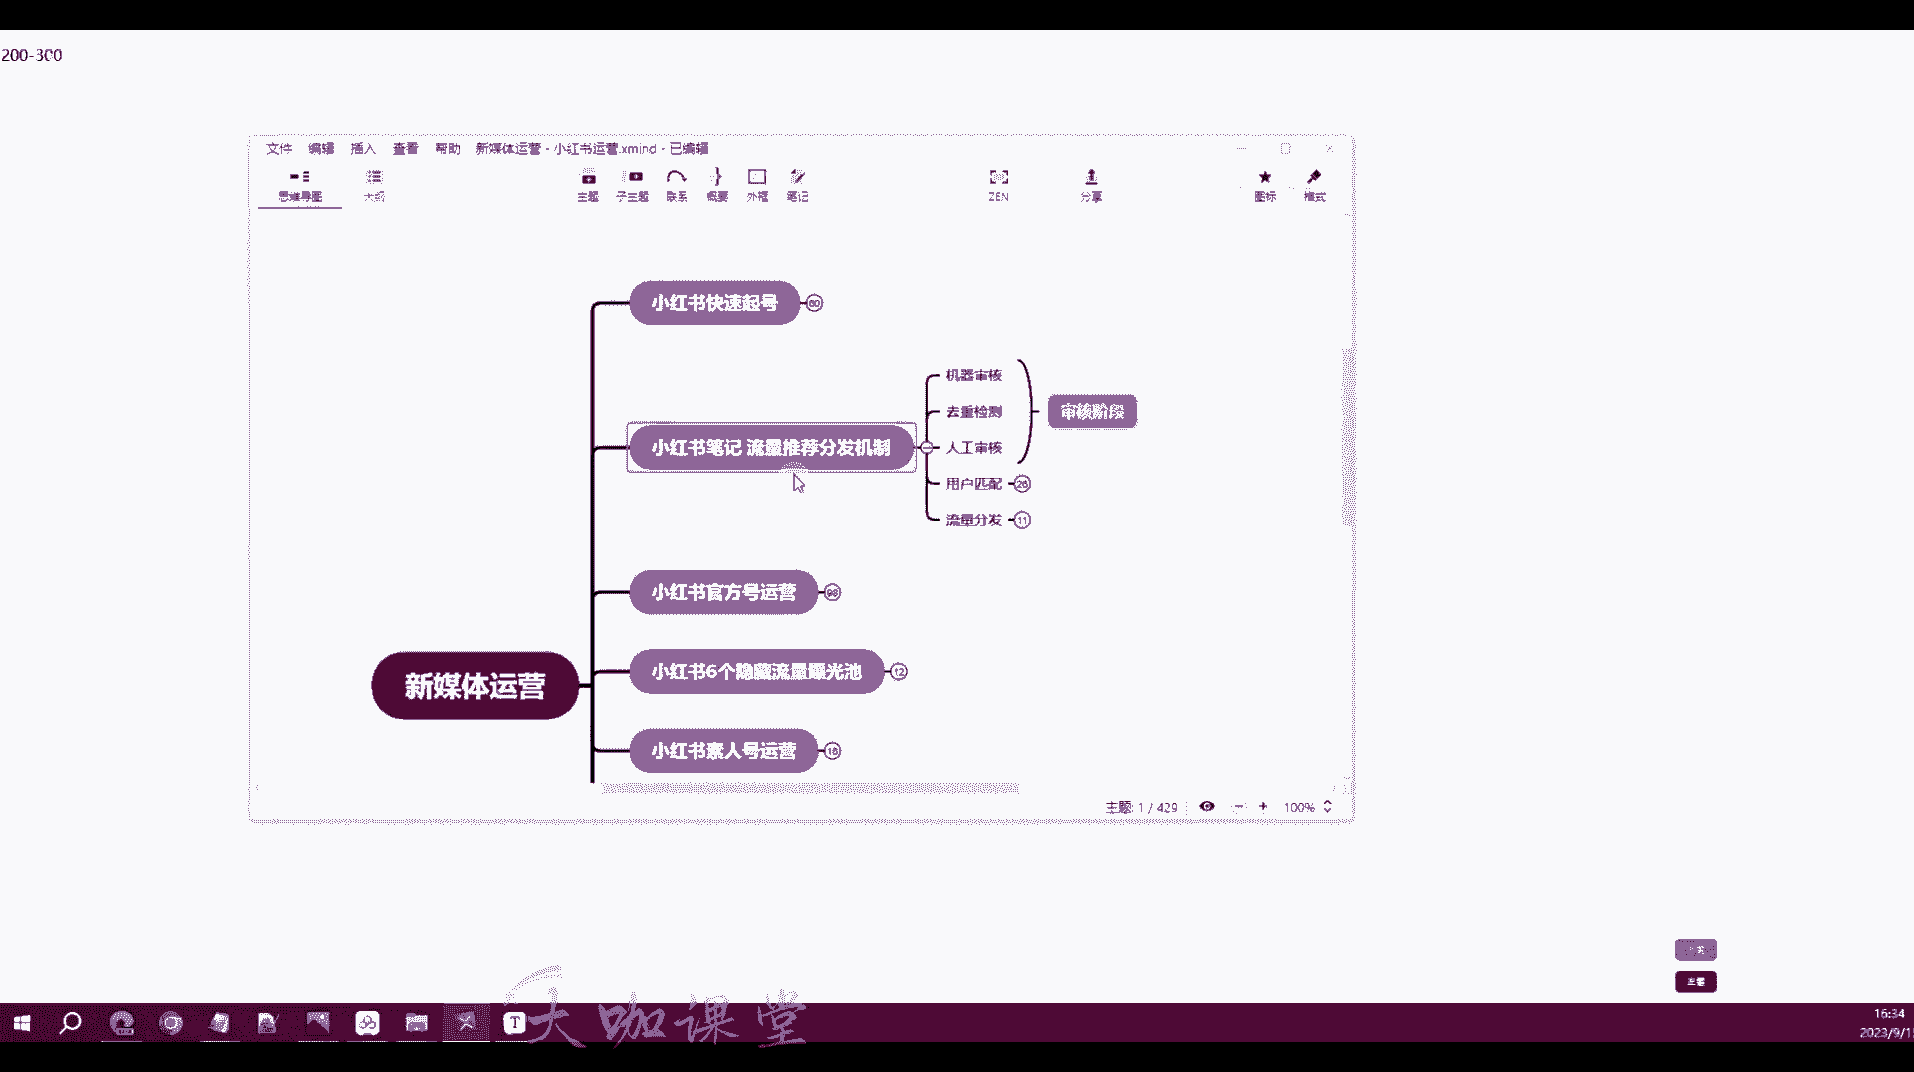 200-300
文件 编辑 插入 查看 帮助 新媒体运营 - 小红书运营.xmind - 已编辑
思维导图 大纲 主题 子主题 联系 概要 外框 笔记 ZEN 分享 图标 格式
小红书快速起号 60
机器审核
去重检测
审核阶段
小红书笔记 流量推荐分发机制
人工审核
用户匹配 26
流量分发 11
小红书官方号运营
小红书6个隐藏流量曝光池 12
新媒体运营
小红书素人号运营
主题: 1 / 429 100%
主题
T
大咖课堂
16:34
2023/9/1